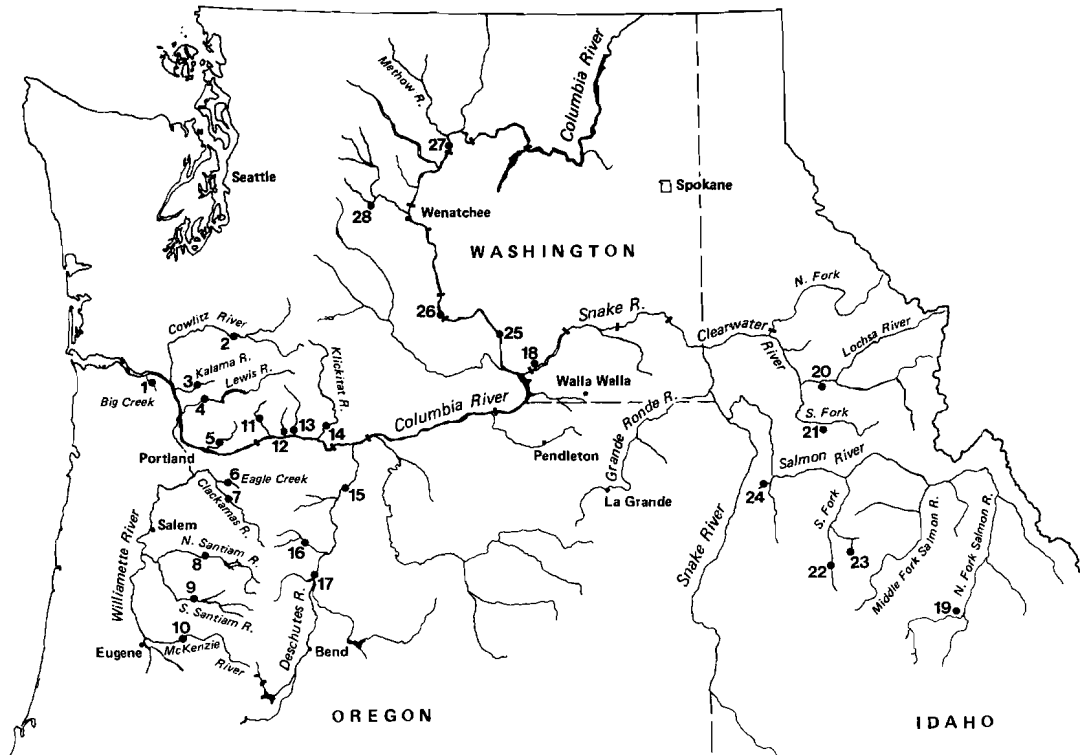 Methow R.
Columbia River
27
Seattle
Spokane
28
Wenatchee
WASHINGTON
N. Fork
26
Snake R.
25
Cowlitz River
2
Clearwater River
Lochsa River
18
Klickitat R.
Kalama R.
3
Lewis R.
1
4
Big Creek
Walla Walla
20
Columbia River
Grande Ronde R.
S. Fork
21
11
13
12
14
5
Portland
Pendleton
Salmon River
6
Eagle Creek
7
Clackamas R.
15
La Grande
24
Salem
S. Fork
Snake River
Williamette River
N. Santiam R.
8
16
23
22
Middle Fork Salmon R.
N. Fork Salmon R.
17
9
S. Santiam R.
19
10
McKenzie River
Eugene
Deschutes R.
Bend
OREGON
IDAHO